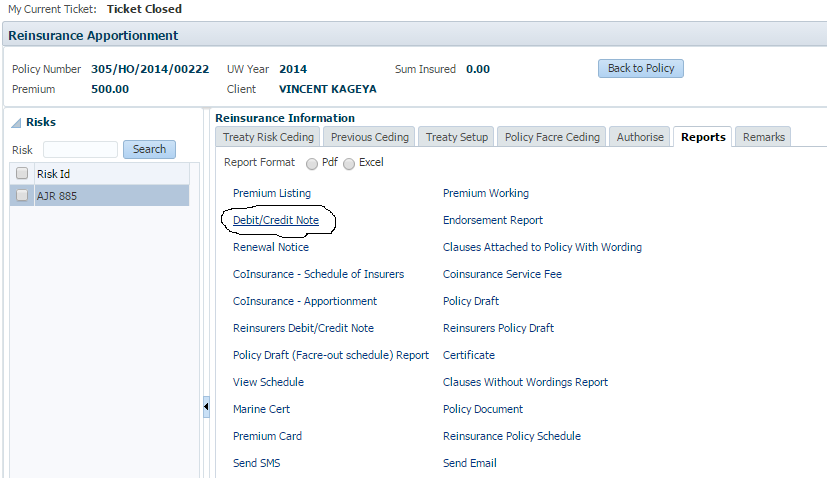 My Current Ticket: Ticket Closed
Reinsurance Apportionment
Policy Number 305/HO/2014/00222 UW Year 2014 Sum Insured 0.00 Back to Policy
Premium 500.00 Client VINCENT KAGEYA
Risks
Risk Search
Risk Id
AJR 885
Reinsurance Information
Treaty Risk Ceding Previous Ceding Treaty Setup Policy Facre Ceding Authorise Reports Remarks
Report Format Pdf Excel
Premium Listing Premium Working
Debit/Credit Note Endorsement Report
Renewal Notice Clauses Attached to Policy With Wording
CoInsurance - Schedule of Insurers Coinsurance Service Fee
CoInsurance - Apportionment Policy Draft
Reinsurers Debit/Credit Note Reinsurers Policy Draft
Policy Draft (Facre-out schedule) Report Certificate
View Schedule Clauses Without Wordings Report
Marine Cert Policy Document
Premium Card Reinsurance Policy Schedule
Send SMS Send Email